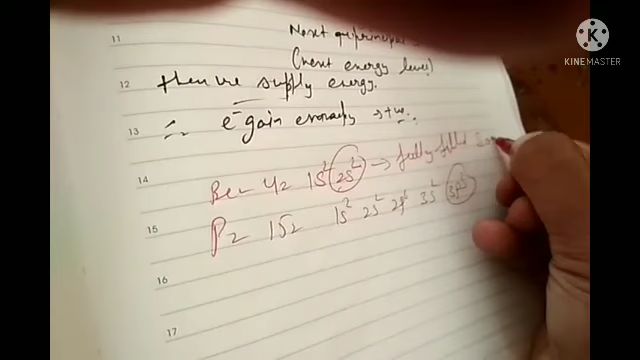 11
(next energy level)
12 then we supply energy.
13 ∴ e⁻ gain enthalpy → +ve.
14 Be = 4 = 1s² 2s² → fully filled
15 P = 15 = 1s² 2s² 2p⁶ 3s² 3p³
16
17
K
KINEMASTER